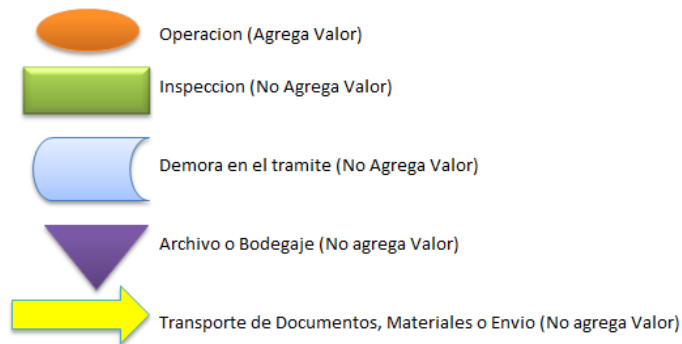 Operacion (Agrega Valor)
Inspeccion (No Agrega Valor)
Demora en el tramite (No Agrega Valor)
Archivo o Bodegaje (No agrega Valor)
Transporte de Documentos, Materiales o Envio (No agrega Valor)